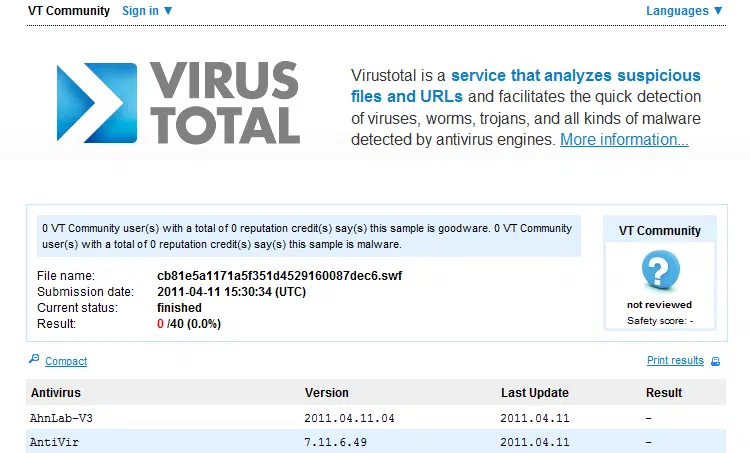 VT Community Sign in ▼ Languages ▼
VIRUS
TOTAL
Virustotal is a service that analyzes suspicious
files and URLs and facilitates the quick detection
of viruses, worms, trojans, and all kinds of malware
detected by antivirus engines. More information...
0 VT Community user(s) with a total of 0 reputation credit(s) say(s) this sample is goodware. 0 VT Community
user(s) with a total of 0 reputation credit(s) say(s) this sample is malware.
VT Community
?
not reviewed
Safety score: -
File name: cb81e5a1171a5f351d4529160087dec6.swf
Submission date: 2011-04-11 15:30:34 (UTC)
Current status: finished
Result: 0 /40 (0.0%)
Compact Print results
Antivirus Version Last Update Result
AhnLab-V3 2011.04.11.04 2011.04.11 -
AntiVir 7.11.6.49 2011.04.11 -